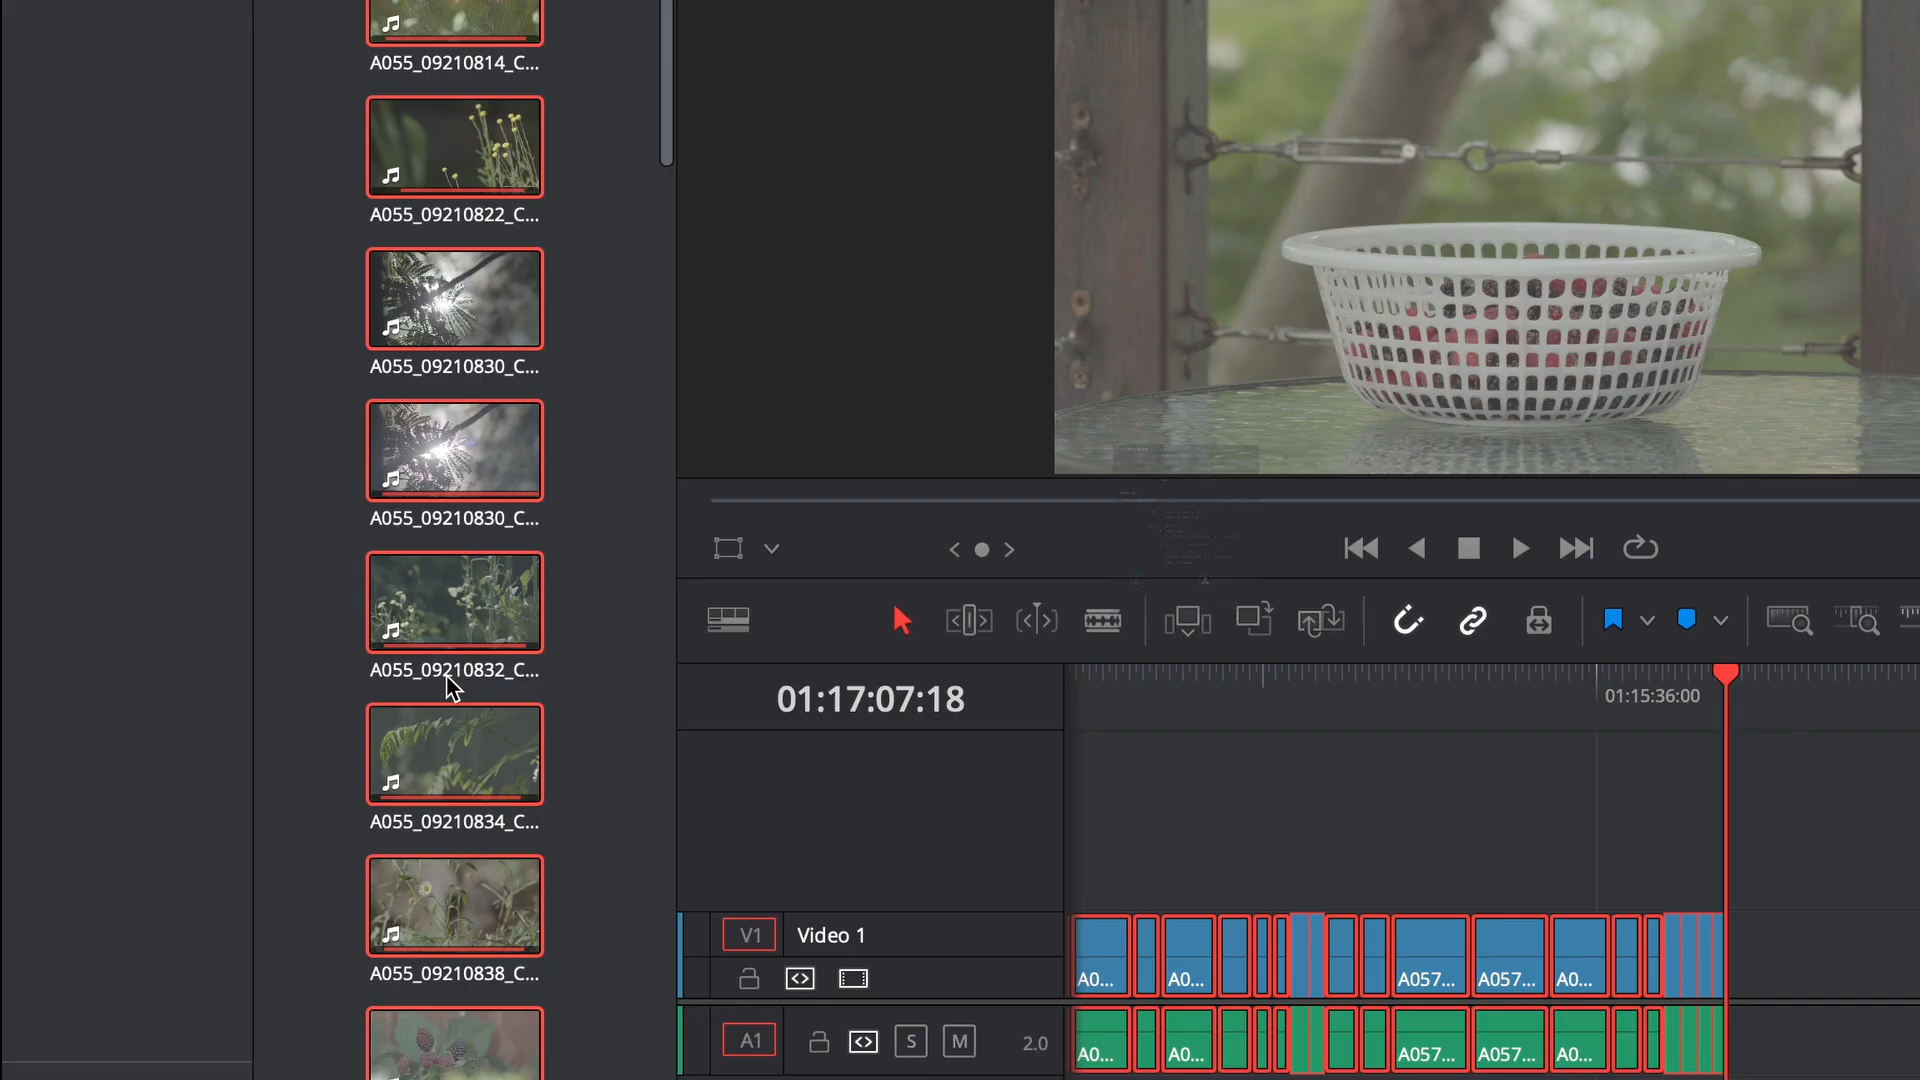 A055_09210814_C...
A055_09210822_C...
A055_09210830_C...
A055_09210830_C...
A055_09210832_C...
A055_09210834_C...
A055_09210838_C...
01:17:07:18
01:15:36:00
V1
Video 1
A0...
A0...
A057...
A057...
A0...
A1
S
M
2.0
A0...
A0...
A057...
A057...
A0...